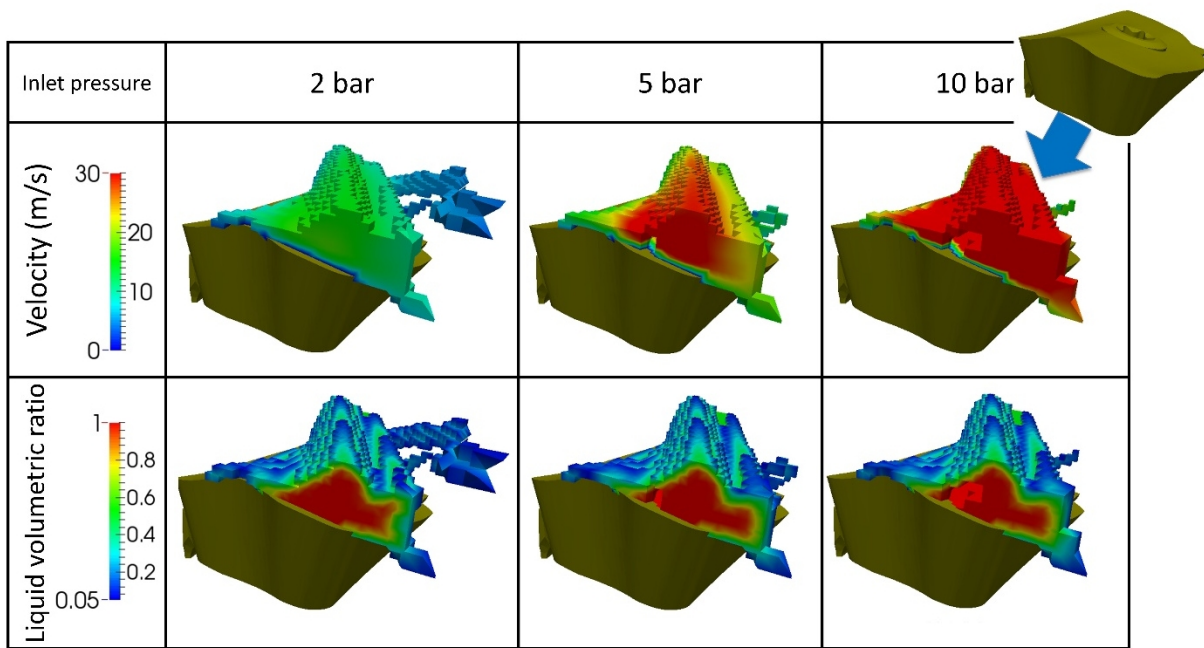 Inlet pressure
2 bar
5 bar
10 bar
Velocity (m/s)
30
20
10
0
Liquid volumetric ratio
1
0.8
0.6
0.4
0.2
0.05